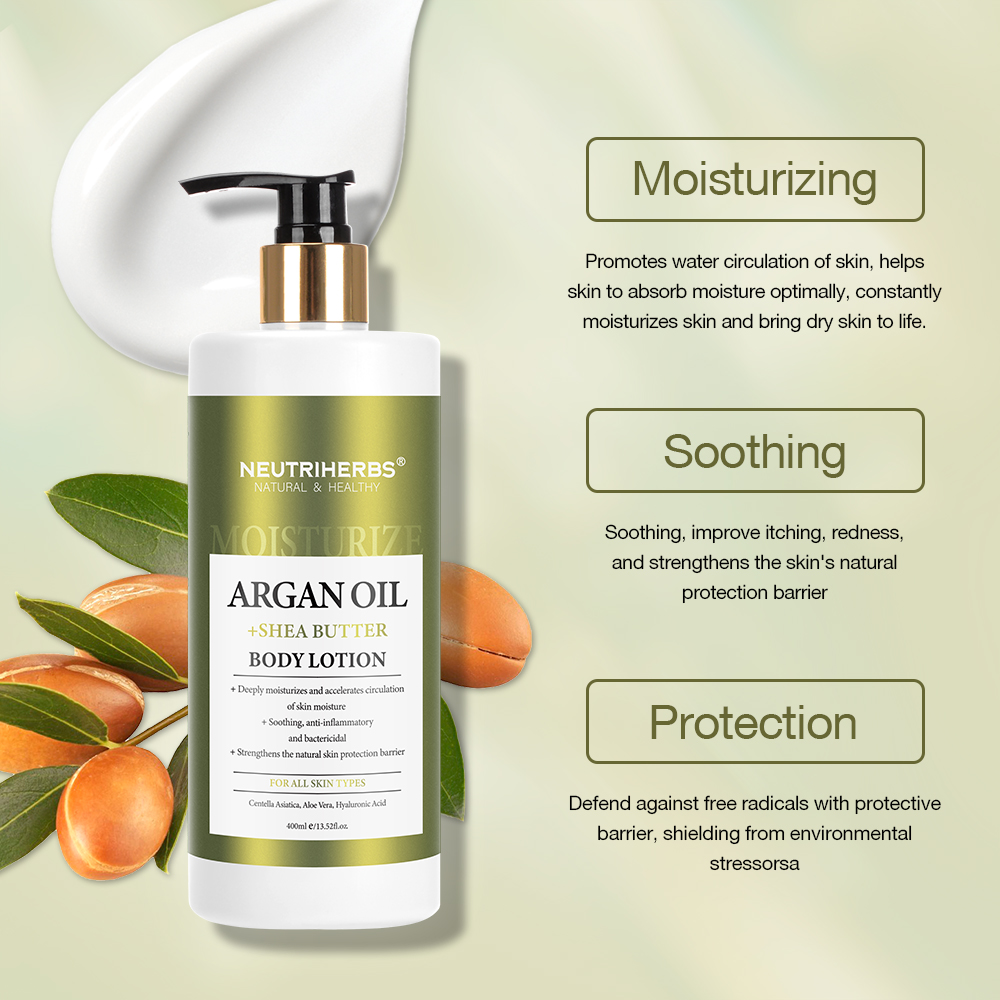 NEUTRIHERBS®
NATURAL & HEALTHY
MOISTURIZE
ARGAN OIL
+SHEA BUTTER
BODY LOTION
+ Deeply moisturizes and accelerates circulation
of skin moisture
+ Soothing, anti-inflammatory
and bactericidal
+ Strengthens the natural skin protection barrier
FOR ALL SKIN TYPES
Centella Asiatica, Aloe Vera, Hyaluronic Acid
400ml e/13.52fl.oz.
Moisturizing
Promotes water circulation of skin, helps
skin to absorb moisture optimally, constantly
moisturizes skin and bring dry skin to life.
Soothing
Soothing, improve itching, redness,
and strengthens the skin's natural
protection barrier
Protection
Defend against free radicals with protective
barrier, shielding from environmental
stressorsa